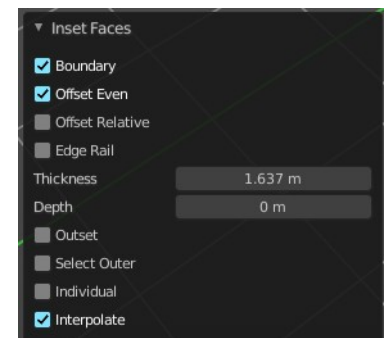 Inset Faces
Boundary
Offset Even
Offset Relative
Edge Rail
Thickness 1.637 m
Depth 0 m
Outset
Select Outer
Individual
Interpolate